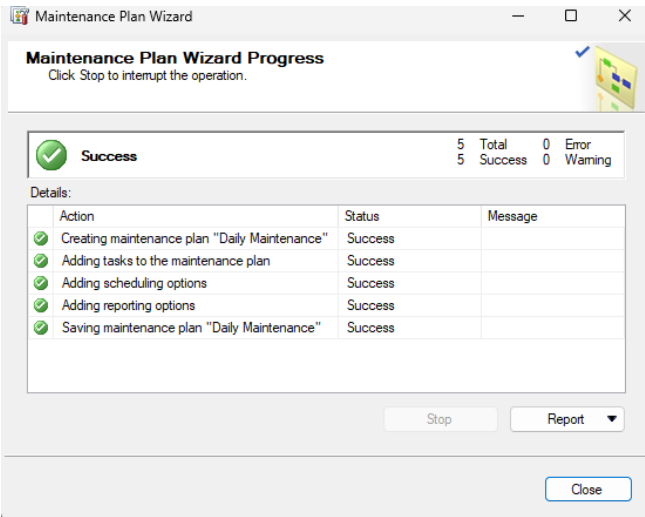 Maintenance Plan Wizard
Maintenance Plan Wizard Progress
Click Stop to interrupt the operation.
Success 5 Total 0 Error
5 Success 0 Warning
Details:
Action Status Message
Creating maintenance plan "Daily Maintenance" Success
Adding tasks to the maintenance plan Success
Adding scheduling options Success
Adding reporting options Success
Saving maintenance plan "Daily Maintenance" Success
Stop Report
Close